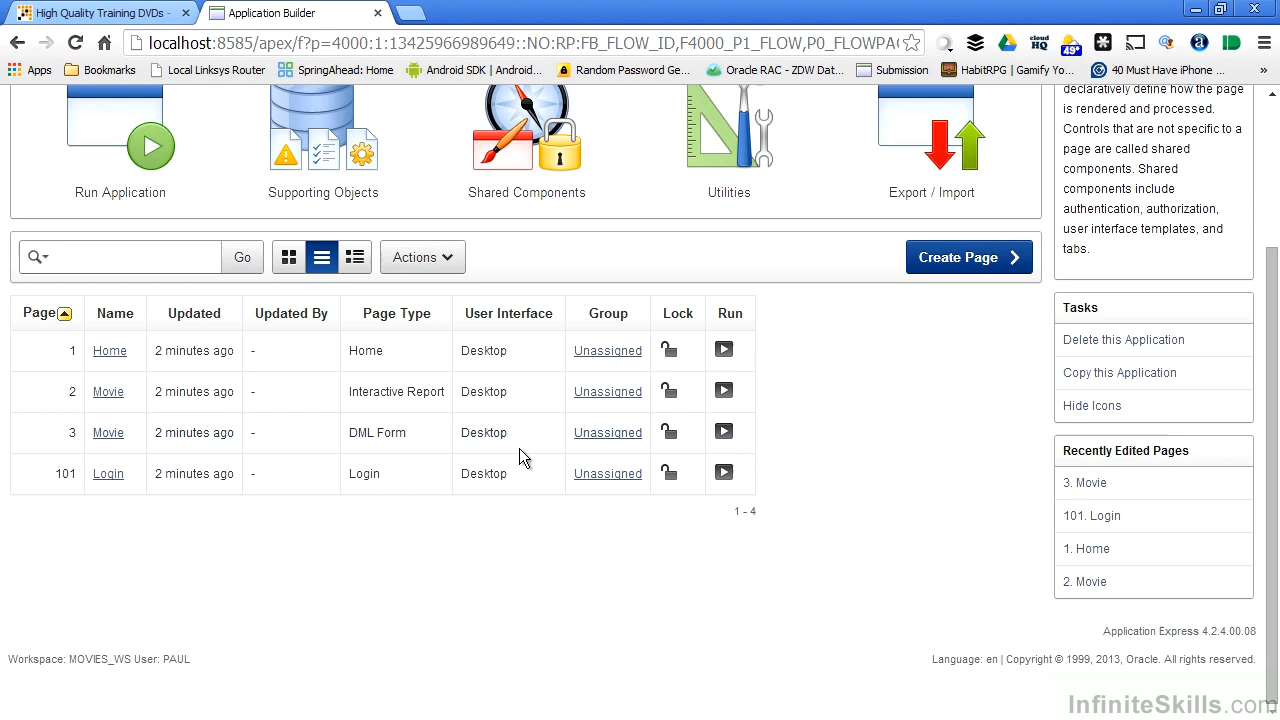 High Quality Training DVDs -
Application Builder
localhost:8585/apex/f?p=4000:1:13425966989649::NO:RP:FB_FLOW_ID,F4000_P1_FLOW,P0_FLOWPAG
cloud
HQ
49°
Apps
Bookmarks
Local Linksys Router
SpringAhead: Home
Android SDK | Android...
Random Password Ge...
Oracle RAC - ZDW Dat...
Submission
HabitRPG | Gamify Yo...
10 Must Have iPhone ...
»
Run Application
Supporting Objects
Shared Components
Utilities
Export / Import
declaratively define how the page
is rendered and processed.
Controls that are not specific to a
page are called shared
components. Shared
components include
authentication, authorization,
user interface templates, and
tabs.
Go
Actions
Create Page
Page Name Updated Updated By Page Type User Interface Group Lock Run
1 Home 2 minutes ago - Home Desktop Unassigned
2 Movie 2 minutes ago - Interactive Report Desktop Unassigned
3 Movie 2 minutes ago - DML Form Desktop Unassigned
101 Login 2 minutes ago - Login Desktop Unassigned
1 - 4
Tasks
Delete this Application
Copy this Application
Hide Icons
Recently Edited Pages
3. Movie
101. Login
1. Home
2. Movie
Application Express 4.2.4.00.08
Workspace: MOVIES_WS User: PAUL
Language: en | Copyright © 1999, 2013, Oracle. All rights reserved.
InfiniteSkills.com